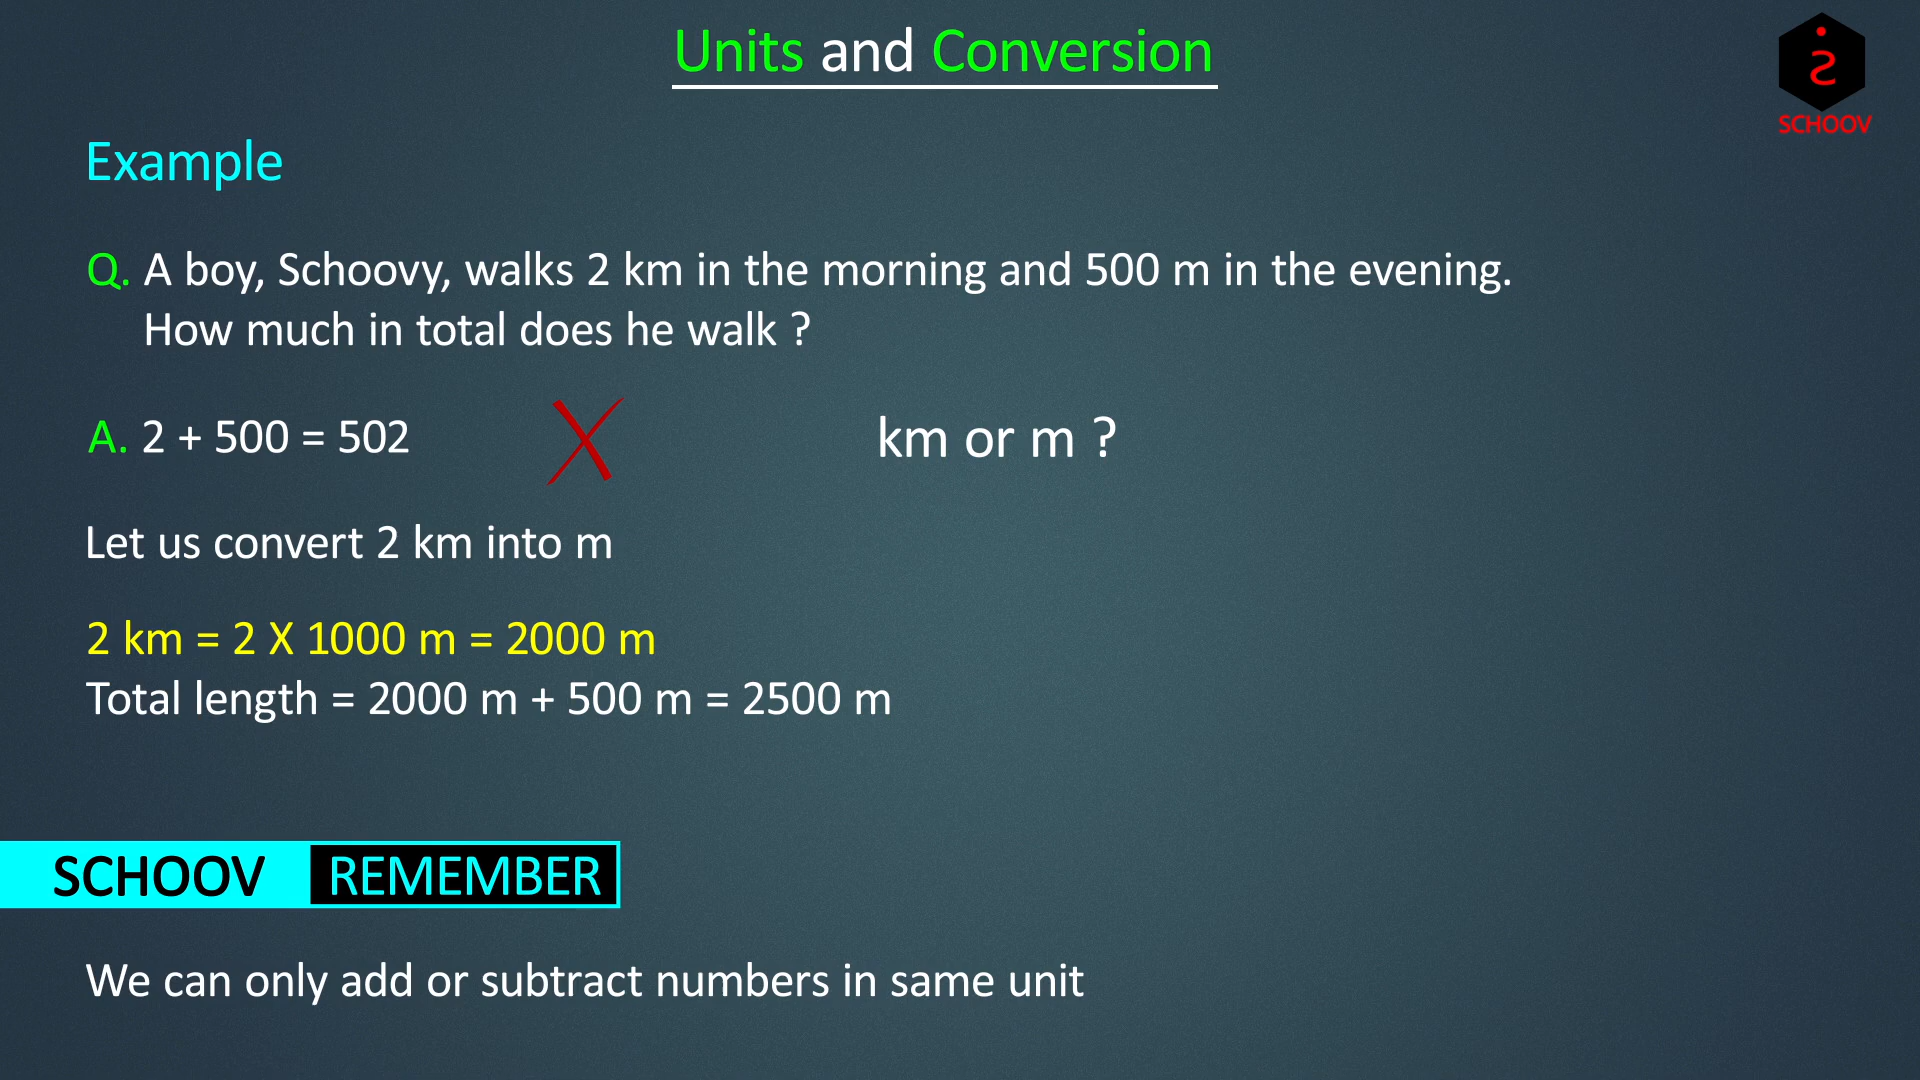 Units and Conversion
SCHOOV
Example
Q. A boy, Schoovy, walks 2 km in the morning and 500 m in the evening.
How much in total does he walk ?
A. 2 + 500 = 502
km or m ?
Let us convert 2 km into m
2 km = 2 X 1000 m = 2000 m
Total length = 2000 m + 500 m = 2500 m
SCHOOV REMEMBER
We can only add or subtract numbers in same unit